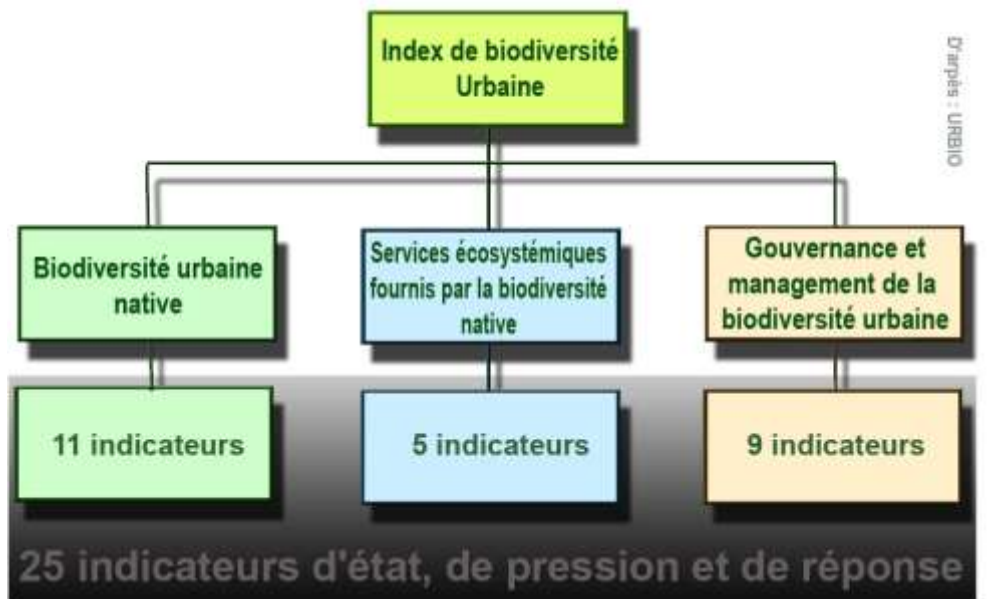 Index de biodiversité
Urbaine
D'arpès : URBIO
Biodiversité urbaine
native
Services écosystémiques
fournis par la biodiversité
native
Gouvernance et
management de la
biodiversité urbaine
11 indicateurs
5 indicateurs
9 indicateurs
25 indicateurs d'état, de pression et de réponse